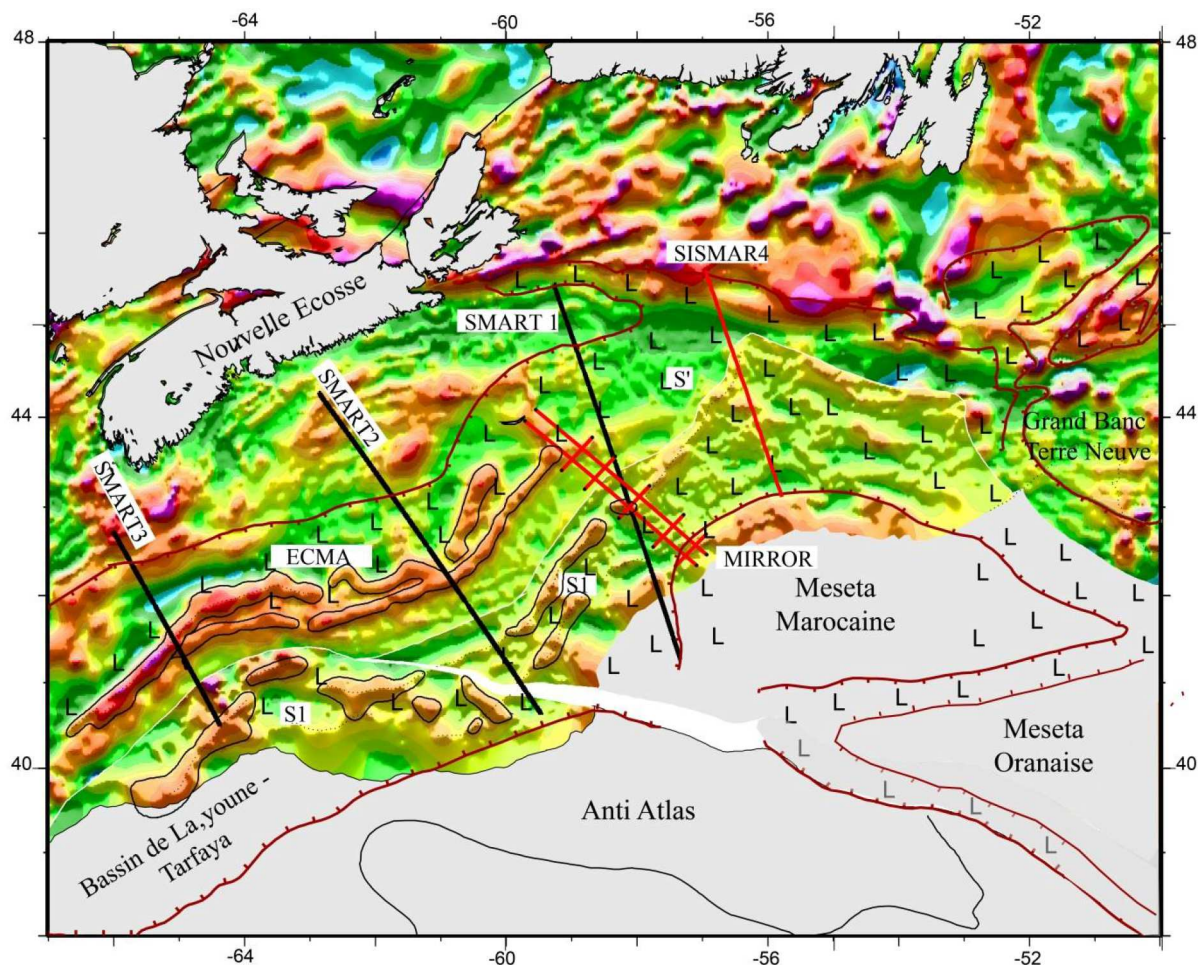 -64
-60
-56
-52
48
48
SISMAR4
Nouvelle Ecosse
SMART 1
SMART2
S'
44
44
Grand Banc
Terre Neuve
SMART3
ECMA
MIRROR
S1
Meseta
Marocaine
S1
Meseta
Oranaise
40
40
Anti Atlas
Bassin de La,youne -
Tarfaya
-64
-60
-56
-52